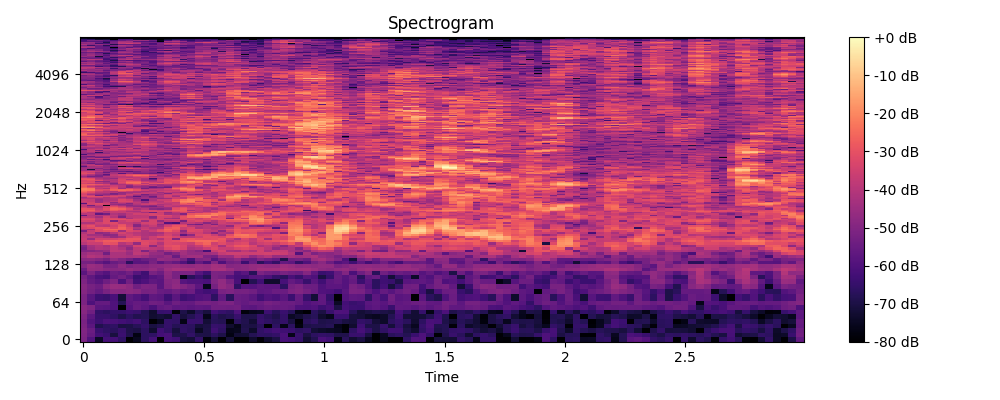 Spectrogram
Hz
4096
2048
1024
512
256
128
64
0
0
0.5
1
1.5
2
2.5
Time
+0 dB
-10 dB
-20 dB
-30 dB
-40 dB
-50 dB
-60 dB
-70 dB
-80 dB